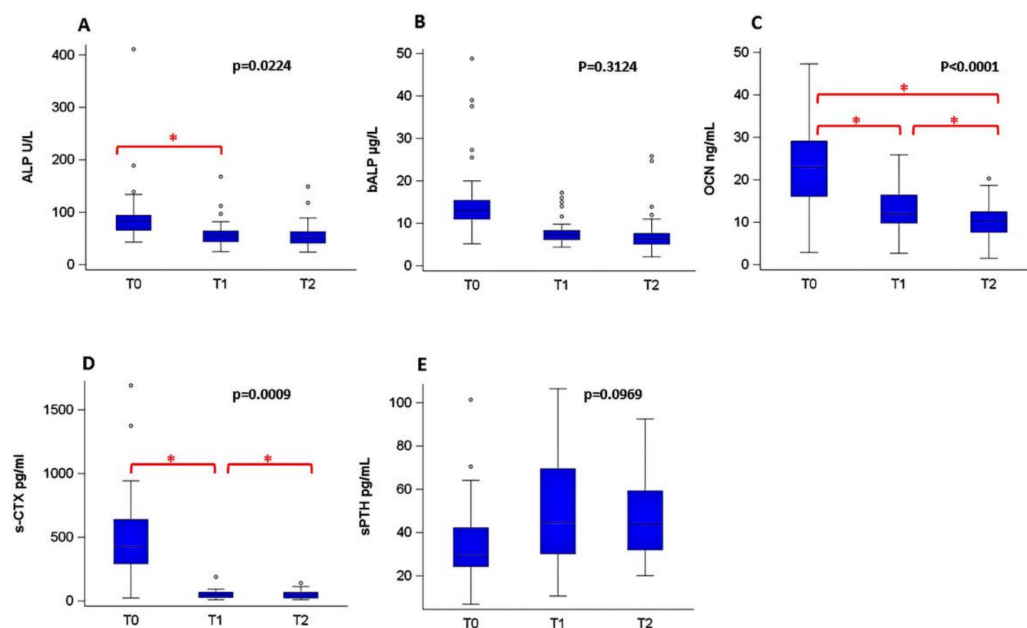 A
p=0.0224
ALP U/L
400
300
200
100
0
*
T0 T1 T2
B
P=0.3124
bALP µg/L
50
40
30
20
10
0
T0 T1 T2
C
P<0.0001
OCN ng/mL
50
40
30
20
10
0
*
* *
T0 T1 T2
D
p=0.0009
s-CTX pg/ml
1500
1000
500
0
* *
T0 T1 T2
E
p=0.0969
sPTH pg/mL
100
80
60
40
20
T0 T1 T2